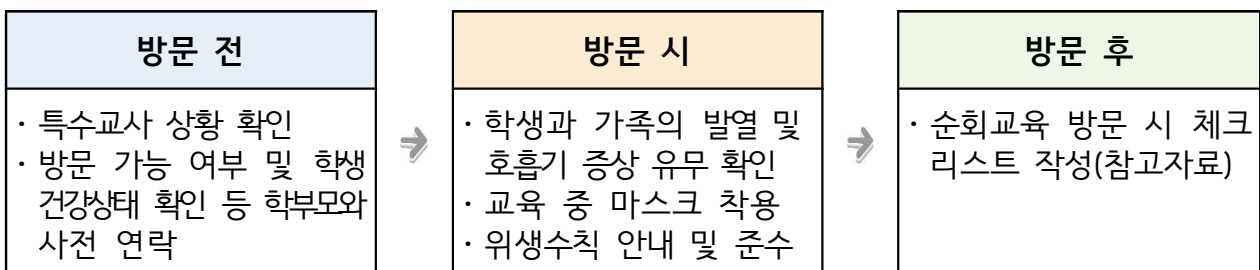 방문 전
· 특수교사 상황 확인
· 방문 가능 여부 및 학생
건강상태 확인 등 학부모와
사전 연락
방문 시
· 학생과 가족의 발열 및
호흡기 증상 유무 확인
· 교육 중 마스크 착용
· 위생수칙 안내 및 준수
방문 후
· 순회교육 방문 시 체크
리스트 작성(참고자료)